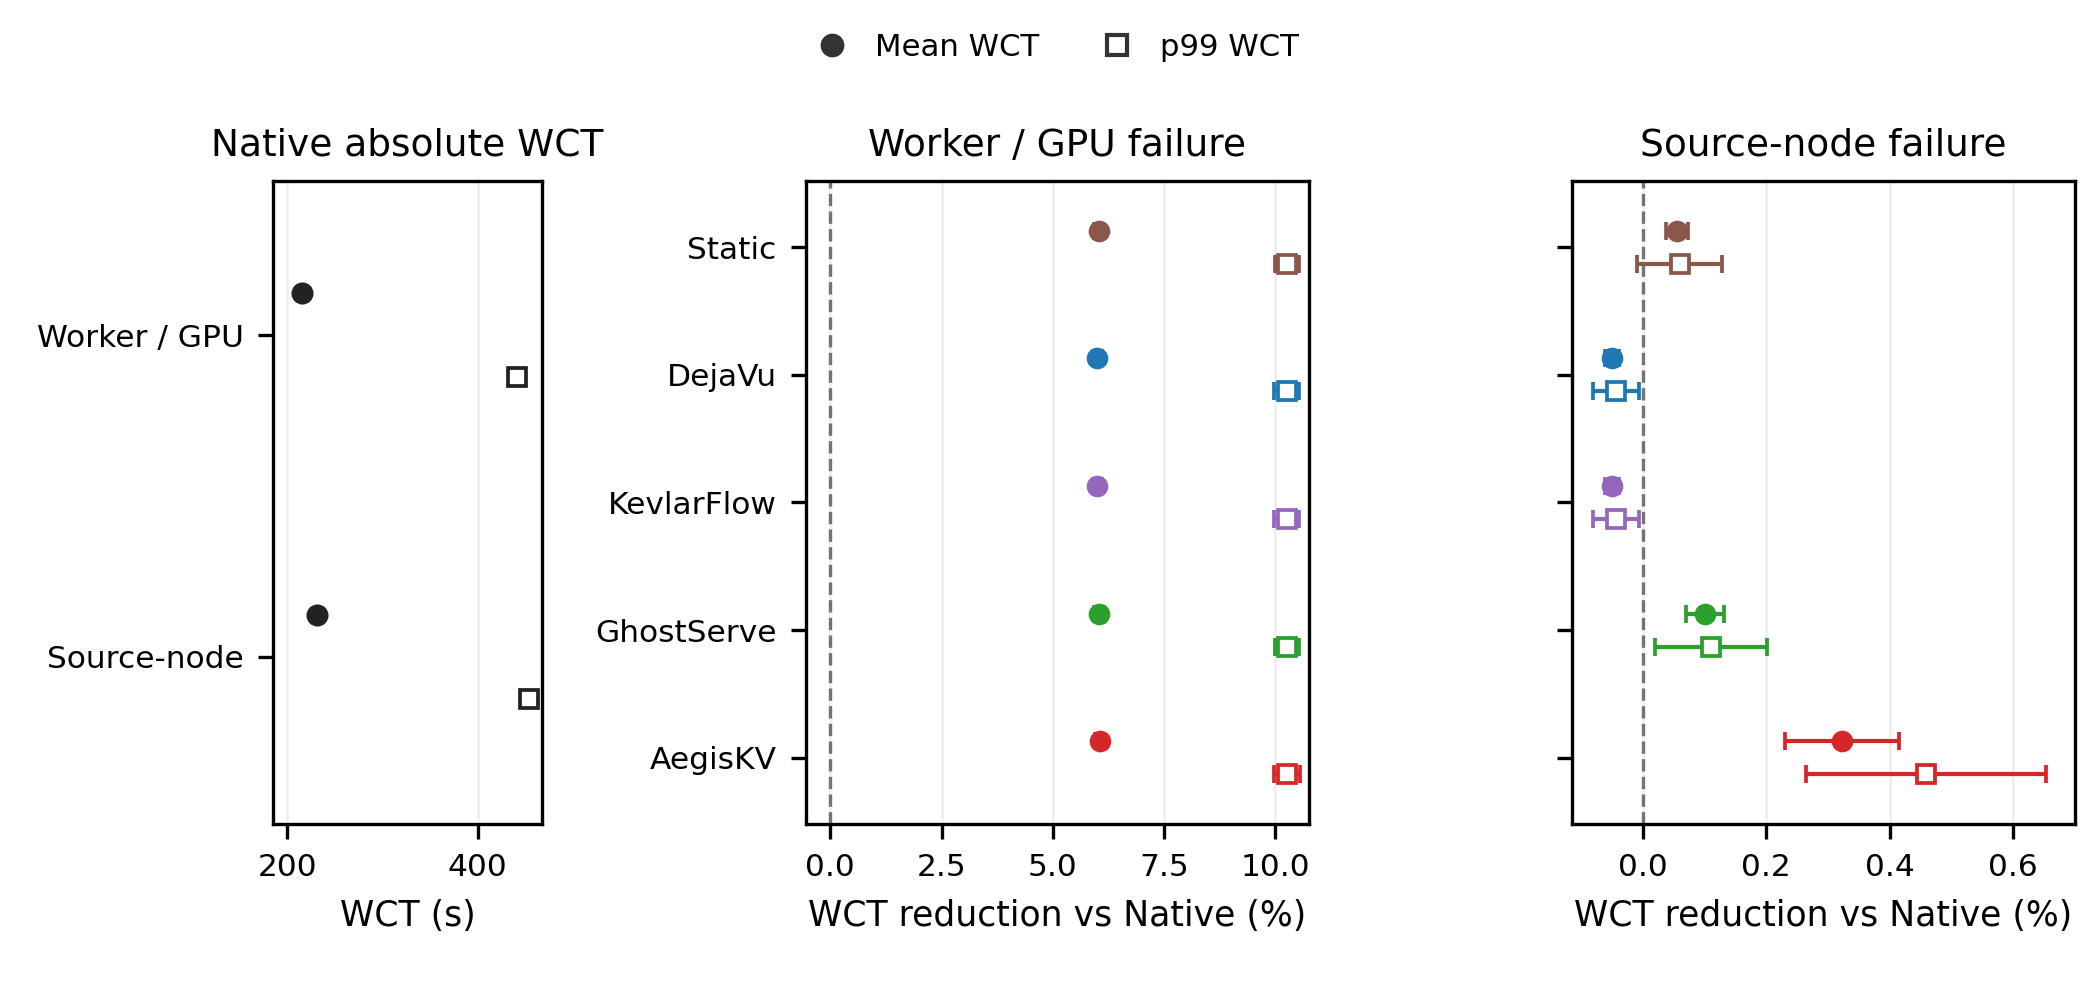 Mean WCT
p99 WCT
Native absolute WCT
Worker / GPU
Source-node
200
400
WCT (s)
Worker / GPU failure
Static
DejaVu
KevlarFlow
GhostServe
AegisKV
0.0
2.5
5.0
7.5
10.0
WCT reduction vs Native (%)
Source-node failure
0.0
0.2
0.4
0.6
WCT reduction vs Native (%)